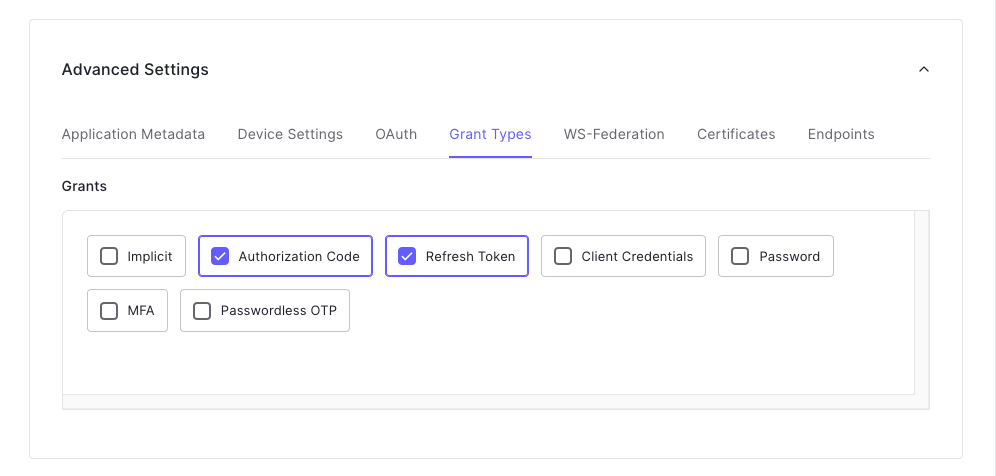 Advanced Settings
Application Metadata Device Settings OAuth Grant Types WS-Federation Certificates Endpoints
Grants
Implicit Authorization Code Refresh Token Client Credentials Password
MFA Passwordless OTP